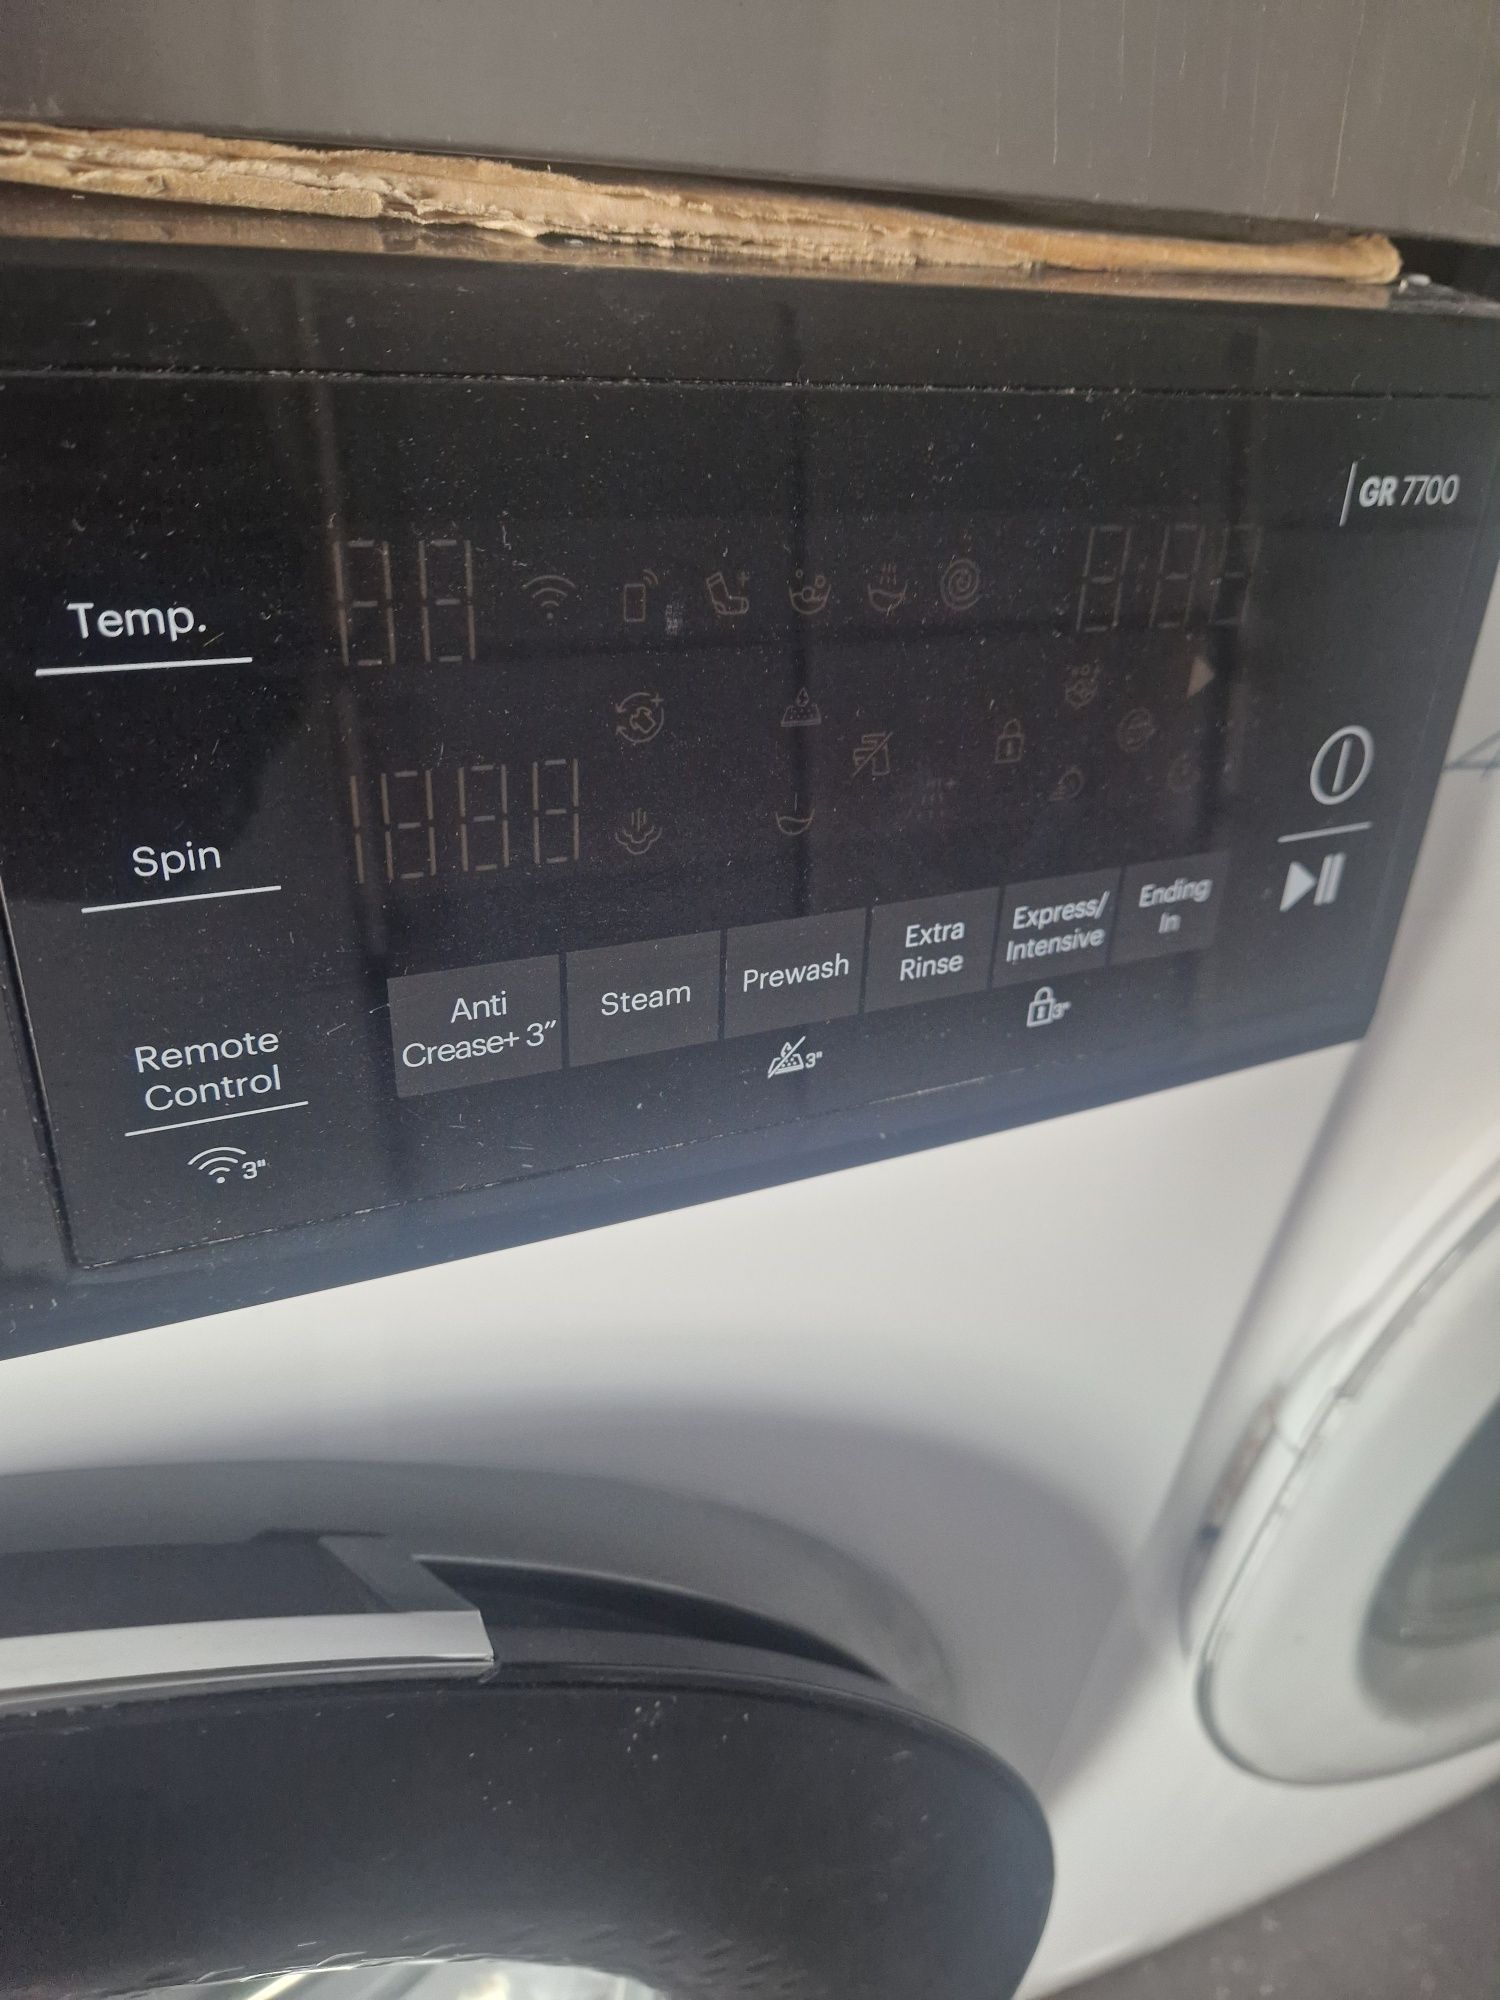 GR 7700
Temp.
Spin
Remote
Control
3"
Anti
Crease+ 3"
Steam
Prewash
3"
Extra
Rinse
Express/
Intensive
3"
Ending
In